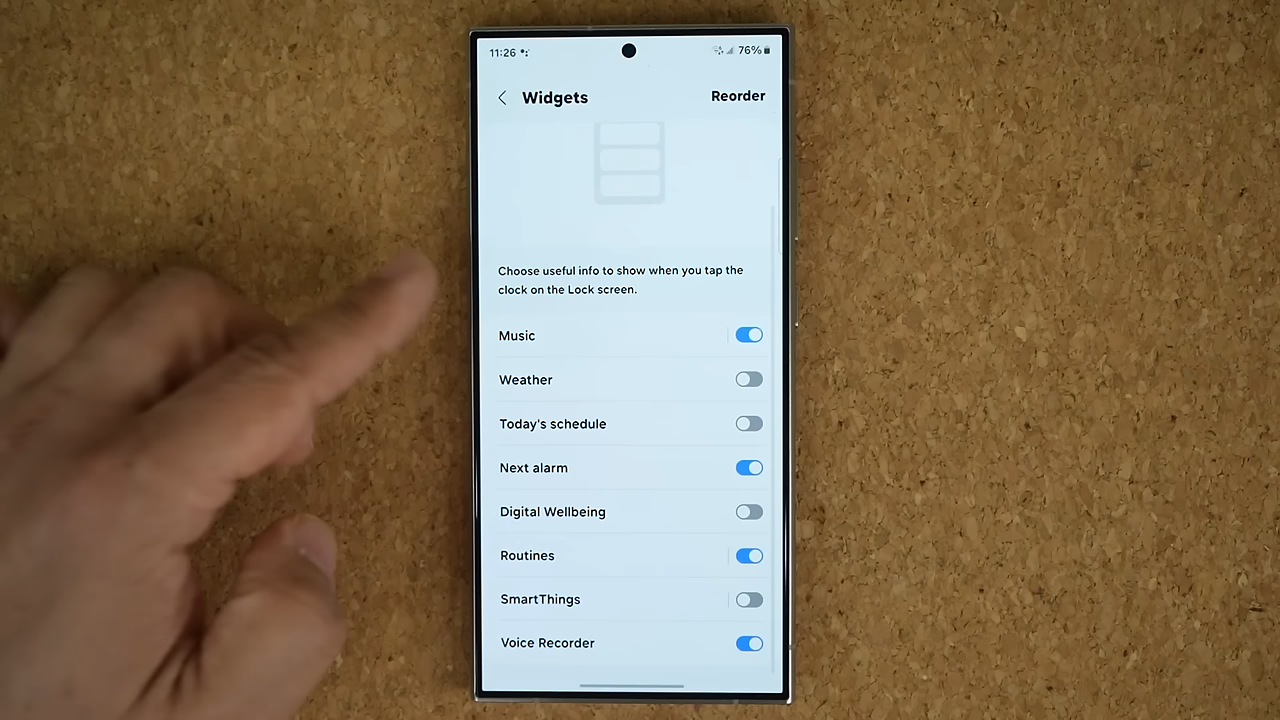 11:26
76%
Widgets
Reorder
Choose useful info to show when you tap the
clock on the Lock screen.
Music
Weather
Today's schedule
Next alarm
Digital Wellbeing
Routines
SmartThings
Voice Recorder